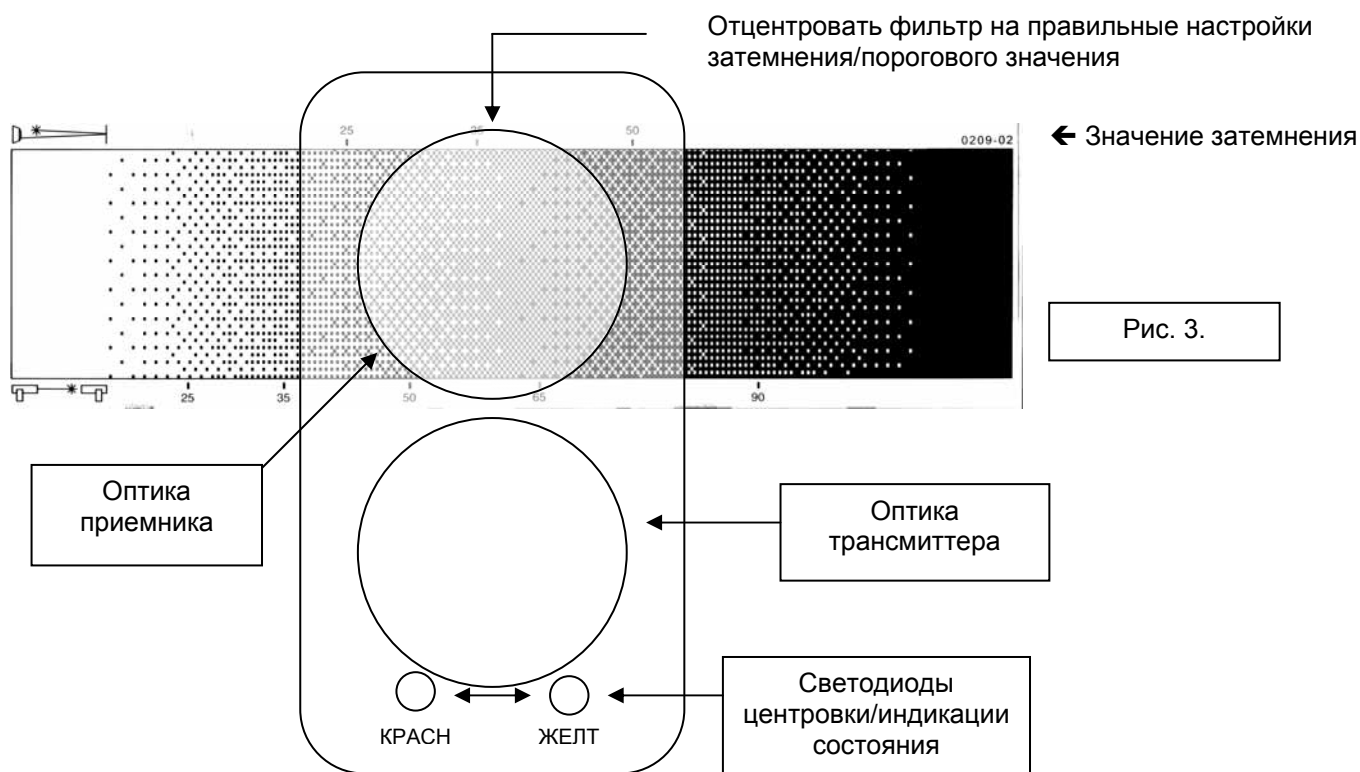 Отцентровать фильтр на правильные настройки
затемнения/порогового значения
25 35 50
0209-02
← Значение затемнения
Рис. 3.
25 35 50 65 90
Оптика
приемника
Оптика
трансмиттера
Светодиоды
центровки/индикации
состояния
КРАСН ЖЕЛТ